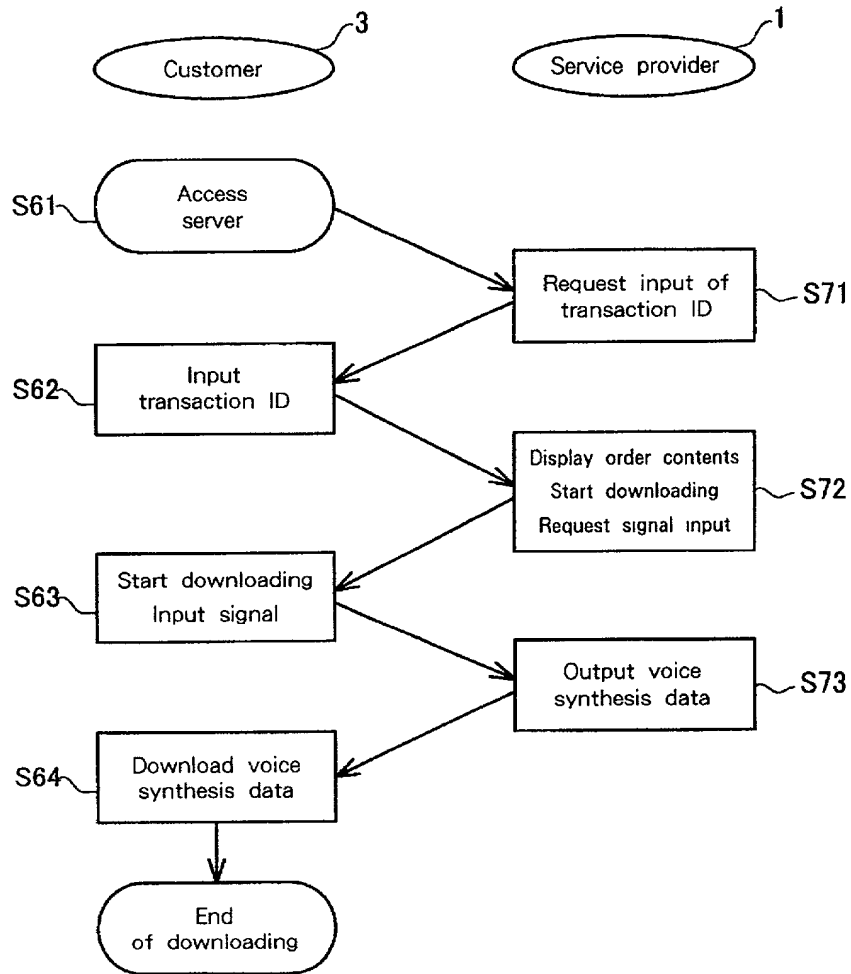 3
1
Customer
Service provider
S61
Access
server
Request input of
transaction ID
S71
S62
Input
transaction ID
Display order contents
Start downloading
Request signal input
S72
S63
Start downloading
Input signal
Output voice
synthesis data
S73
S64
Download voice
synthesis data
End
of downloading